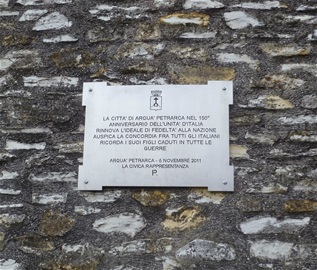 LA CITTA' DI ARQUA' PETRARCA NEL 150°
ANNIVERSARIO DELL'UNITA' D'ITALIA
RINNOVA L'IDEALE DI FEDELTA' ALLA NAZIONE
AUSPICA LA CONCORDIA FRA TUTTI GLI ITALIANI
RICORDA I SUOI FIGLI CADUTI IN TUTTE LE
GUERRE
ARQUA' PETRARCA - 6 NOVEMBRE 2011
LA CIVICA RAPPRESENTANZA
P.